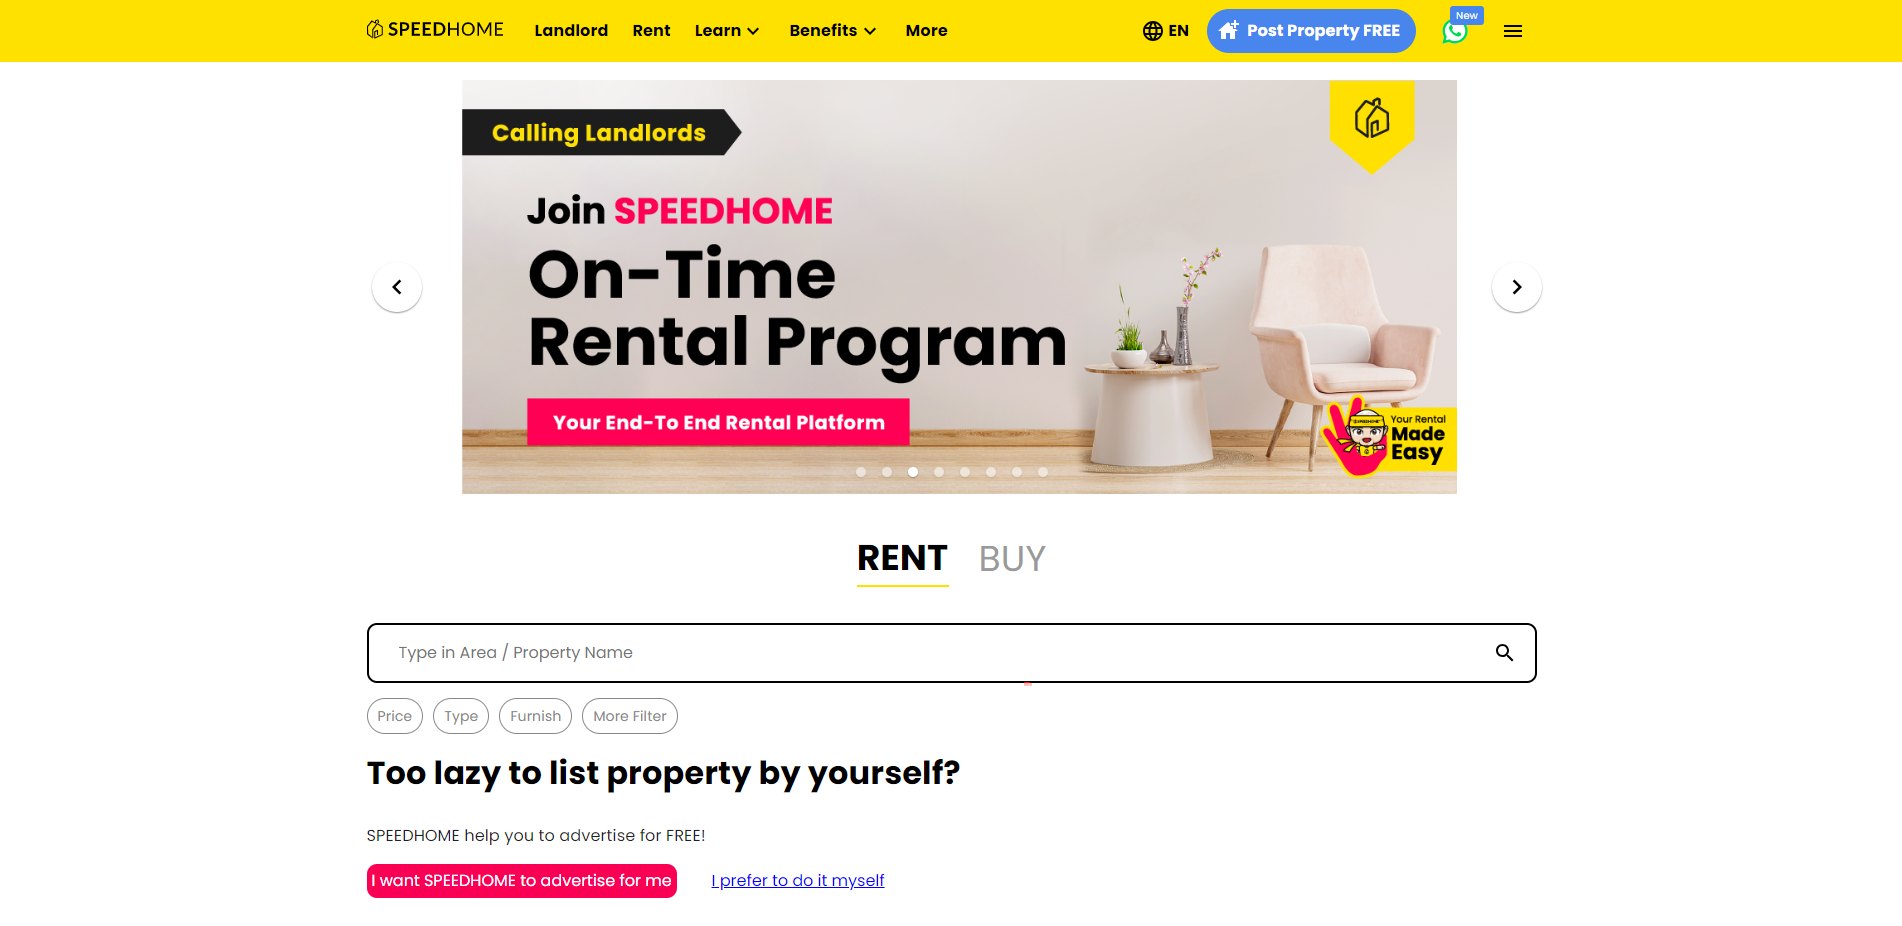 SPEEDHOME
Landlord
Rent
Learn
Benefits
More
EN
Post Property FREE
New
Calling Landlords
Join SPEEDHOME
On-Time
Rental Program
Your End-To End Rental Platform
Your Rental
Made
Easy
RENT
BUY
Type in Area / Property Name
Price
Type
Furnish
More Filter
Too lazy to list property by yourself?
SPEEDHOME help you to advertise for FREE!
I want SPEEDHOME to advertise for me
I prefer to do it myself